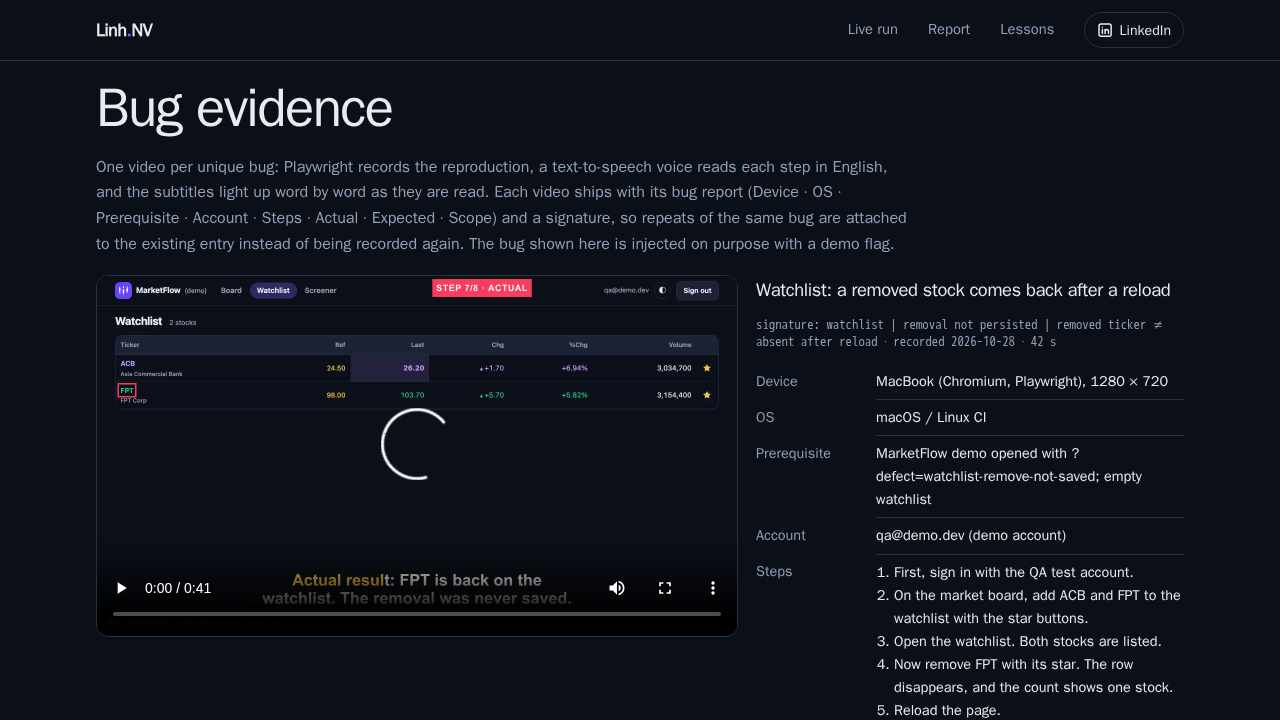 Linh.NV
Live run
Report
Lessons
LinkedIn
Bug evidence
One video per unique bug: Playwright records the reproduction, a text-to-speech voice reads each step in English,
and the subtitles light up word by word as they are read. Each video ships with its bug report (Device · OS ·
Prerequisite · Account · Steps · Actual · Expected · Scope) and a signature, so repeats of the same bug are attached
to the existing entry instead of being recorded again. The bug shown here is injected on purpose with a demo flag.
MarketFlow (demo)
Board
Watchlist
Screener
STEP 7/8 · ACTUAL
qa@demo.dev
Sign out
Watchlist 2 stocks
Ticker Ref Last Chg %Chg Volume
ACB 24.50 26.20 ▲+1.70 +6.94% 3,034,700
Asia Commercial Bank
FPT 98.00 103.70 ▲+5.70 +5.82% 3,154,400
FPT Corp
Actual result: FPT is back on the
watchlist. The removal was never saved.
0:00 / 0:41
Watchlist: a removed stock comes back after a reload
signature: watchlist | removal not persisted | removed ticker ≠
absent after reload · recorded 2026-10-28 · 42 s
Device MacBook (Chromium, Playwright), 1280 × 720
OS macOS / Linux CI
Prerequisite MarketFlow demo opened with ?
defect=watchlist-remove-not-saved; empty
watchlist
Account qa@demo.dev (demo account)
Steps 1. First, sign in with the QA test account.
2. On the market board, add ACB and FPT to the
watchlist with the star buttons.
3. Open the watchlist. Both stocks are listed.
4. Now remove FPT with its star. The row
disappears, and the count shows one stock.
5. Reload the page.